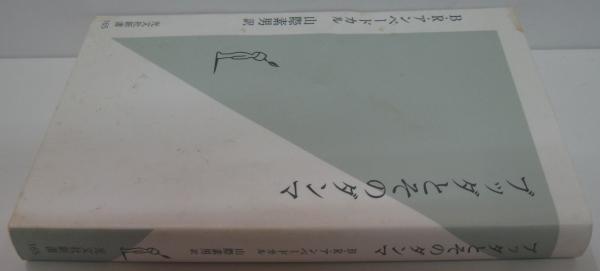 ブッダとそのダンマ
B・R・アンベードカル
山際素男 訳
光文社新書
165
ブッダとそのダンマ
B・R・アンベードカル
山際素男 訳
光文社新書
165